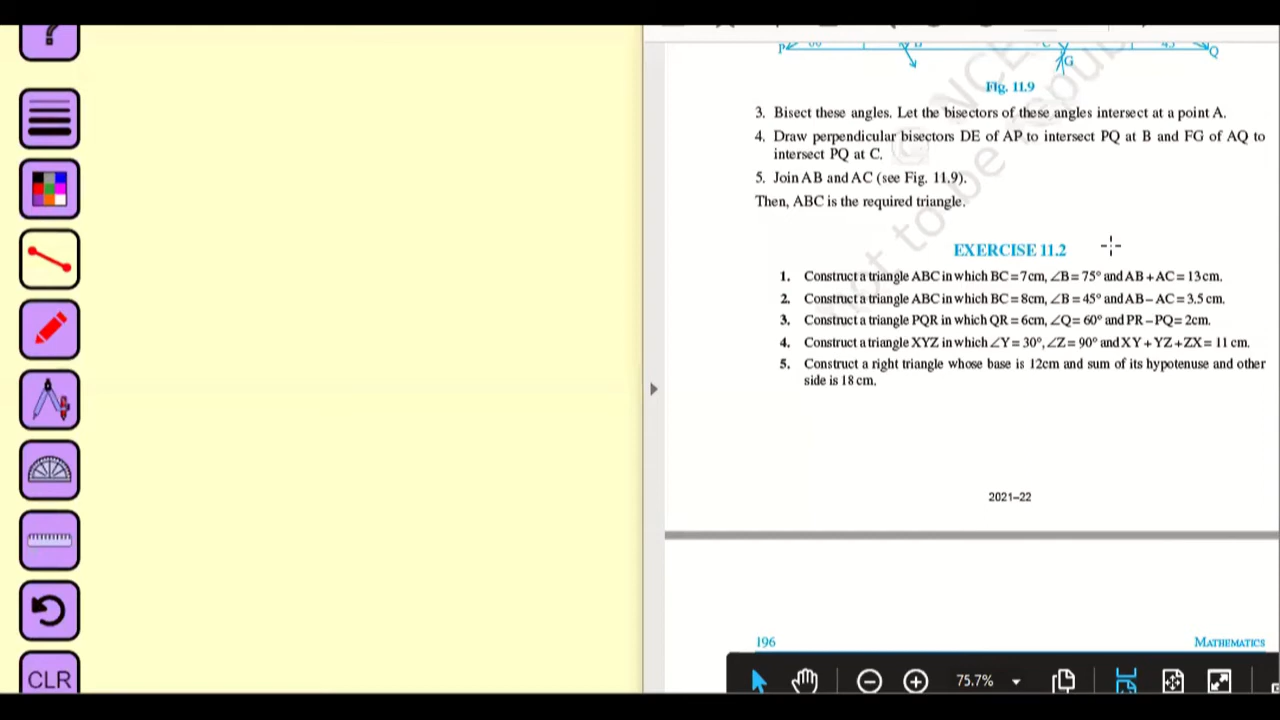 ?
P
60
B
C
G
45
Q
Fig. 11.9
3. Bisect these angles. Let the bisectors of these angles intersect at a point A.
4. Draw perpendicular bisectors DE of AP to intersect PQ at B and FG of AQ to
intersect PQ at C.
5. Join AB and AC (see Fig. 11.9).
Then, ABC is the required triangle.
EXERCISE 11.2
1. Construct a triangle ABC in which BC = 7cm, ∠B = 75° and AB + AC = 13 cm.
2. Construct a triangle ABC in which BC = 8cm, ∠B = 45° and AB – AC = 3.5 cm.
3. Construct a triangle PQR in which QR = 6cm, ∠Q = 60° and PR – PQ = 2cm.
4. Construct a triangle XYZ in which ∠Y = 30°, ∠Z = 90° and XY + YZ + ZX = 11 cm.
5. Construct a right triangle whose base is 12cm and sum of its hypotenuse and other
side is 18 cm.
2021–22
196
MATHEMATICS
CLR
75.7%